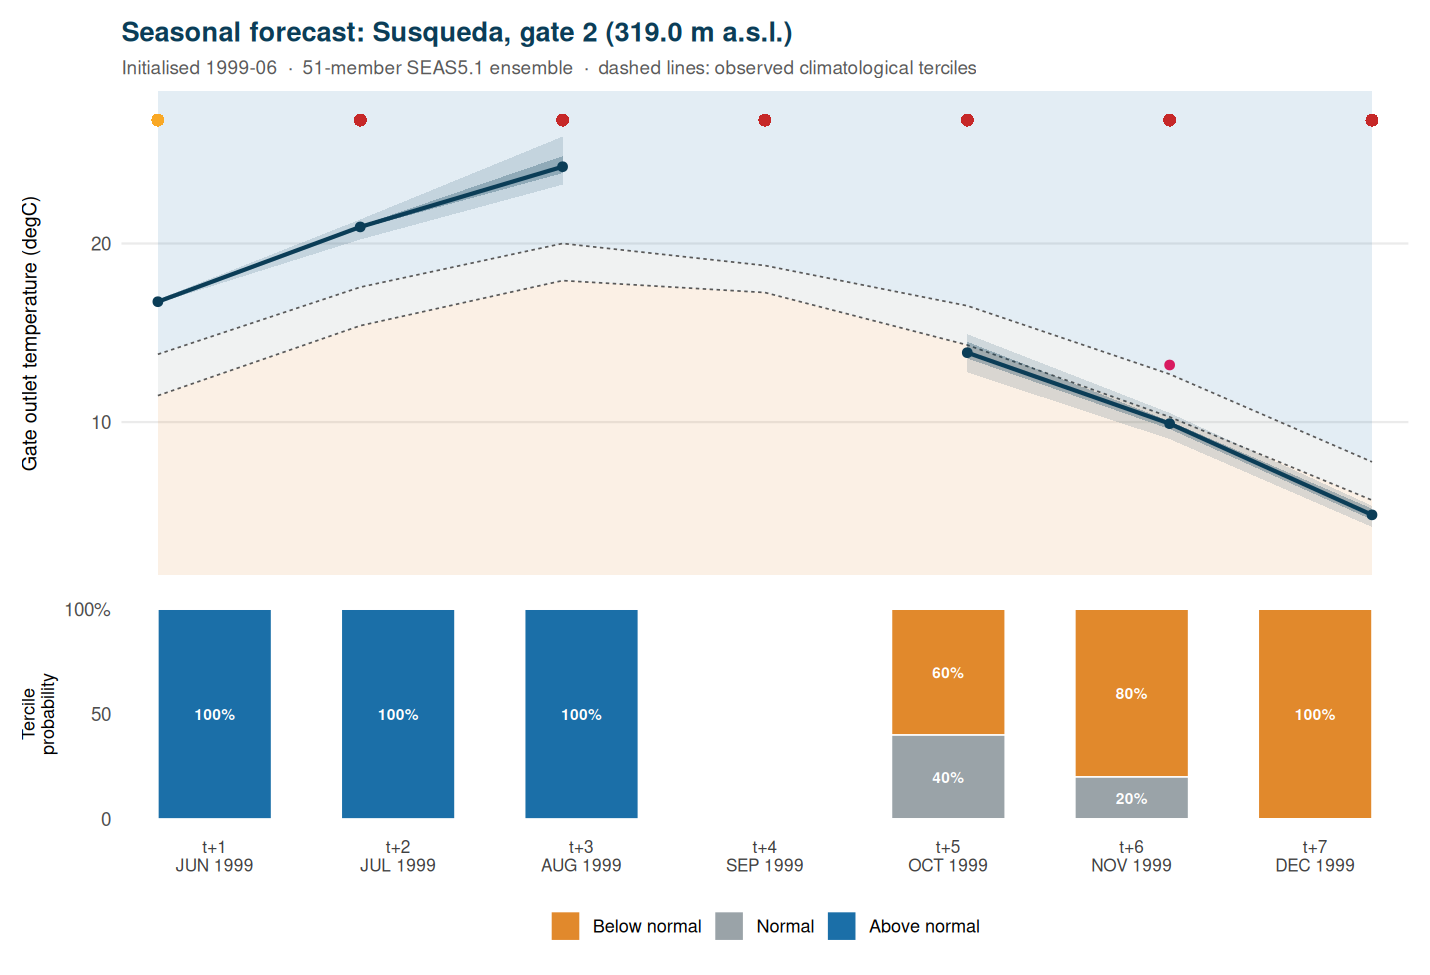 Seasonal forecast: Susqueda, gate 2 (319.0 m a.s.l.)
Initialised 1999-06 · 51-member SEAS5.1 ensemble · dashed lines: observed climatological terciles
Gate outlet temperature (degC)
20
10
Tercile
probability
100%
50
0
100%
100%
100%
60%
40%
80%
20%
100%
t+1
JUN 1999
t+2
JUL 1999
t+3
AUG 1999
t+4
SEP 1999
t+5
OCT 1999
t+6
NOV 1999
t+7
DEC 1999
Below normal
Normal
Above normal